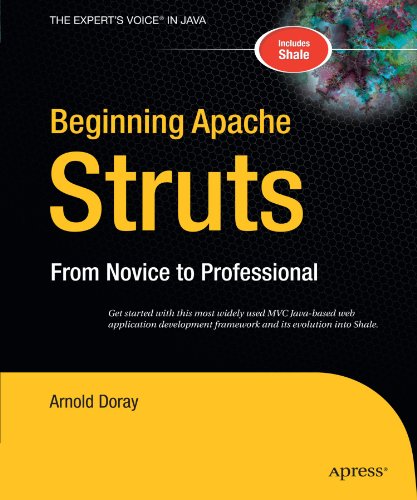 THE EXPERT'S VOICE® IN JAVA
Includes
Shale
Beginning Apache
Struts
From Novice to Professional
Get started with this most widely used MVC Java-based web
application development framework and its evolution into Shale.
Arnold Doray
Apress®